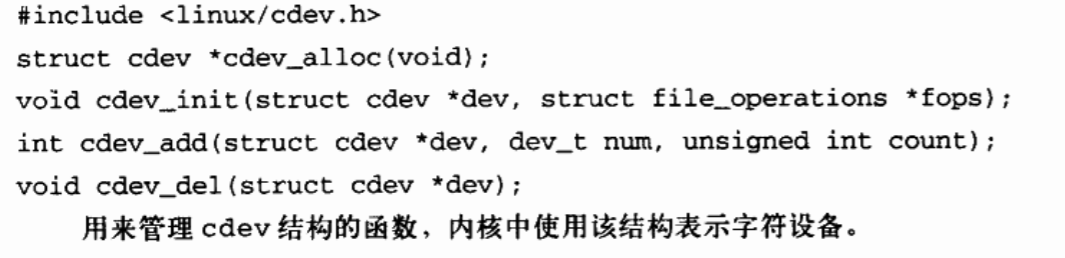 #include <linux/cdev.h>
struct cdev *cdev_alloc(void);
void cdev_init(struct cdev *dev, struct file_operations *fops);
int cdev_add(struct cdev *dev, dev_t num, unsigned int count);
void cdev_del(struct cdev *dev);
用来管理 cdev 结构的函数，内核中使用该结构表示字符设备。